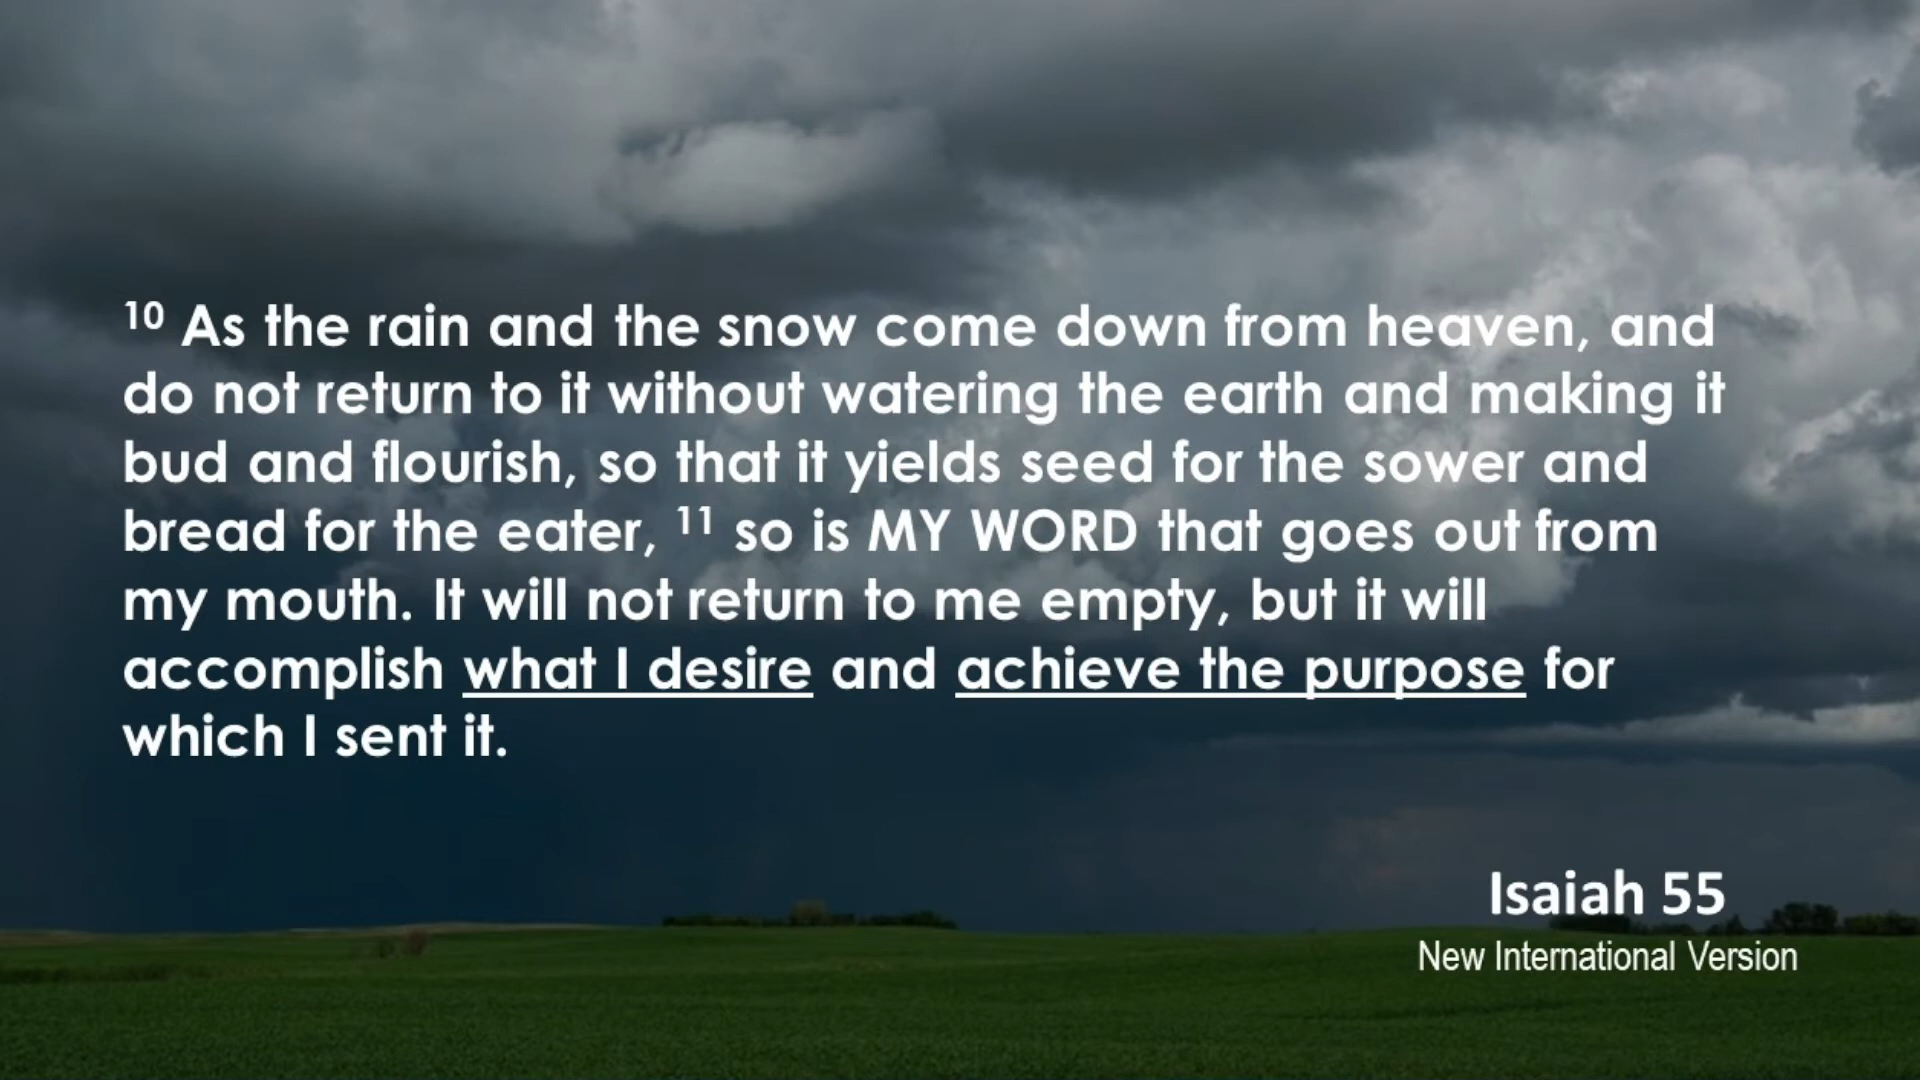 10 As the rain and the snow come down from heaven, and
do not return to it without watering the earth and making it
bud and flourish, so that it yields seed for the sower and
bread for the eater, 11 so is MY WORD that goes out from
my mouth. It will not return to me empty, but it will
accomplish what I desire and achieve the purpose for
which I sent it.
Isaiah 55
New International Version